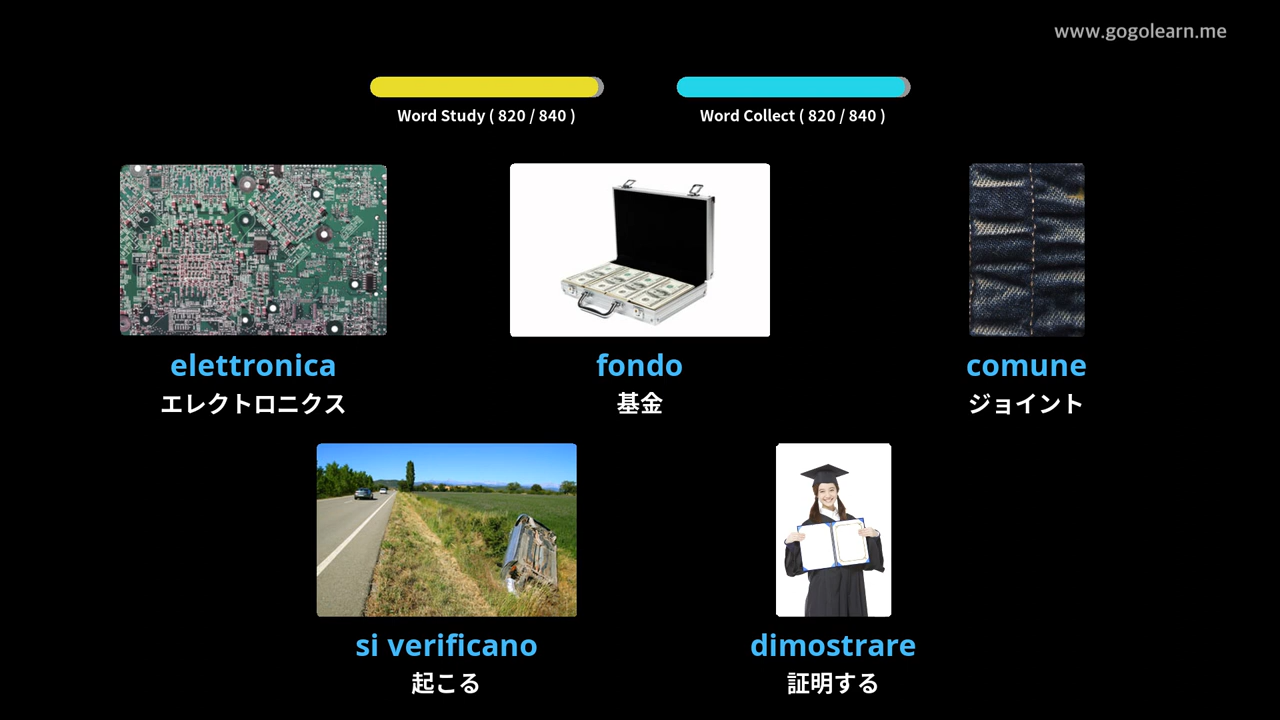 www.gogolearn.me
Word Study ( 820 / 840 )
Word Collect ( 820 / 840 )
elettronica
エレクトロニクス
fondo
基金
comune
ジョイント
si verificano
起こる
dimostrare
証明する